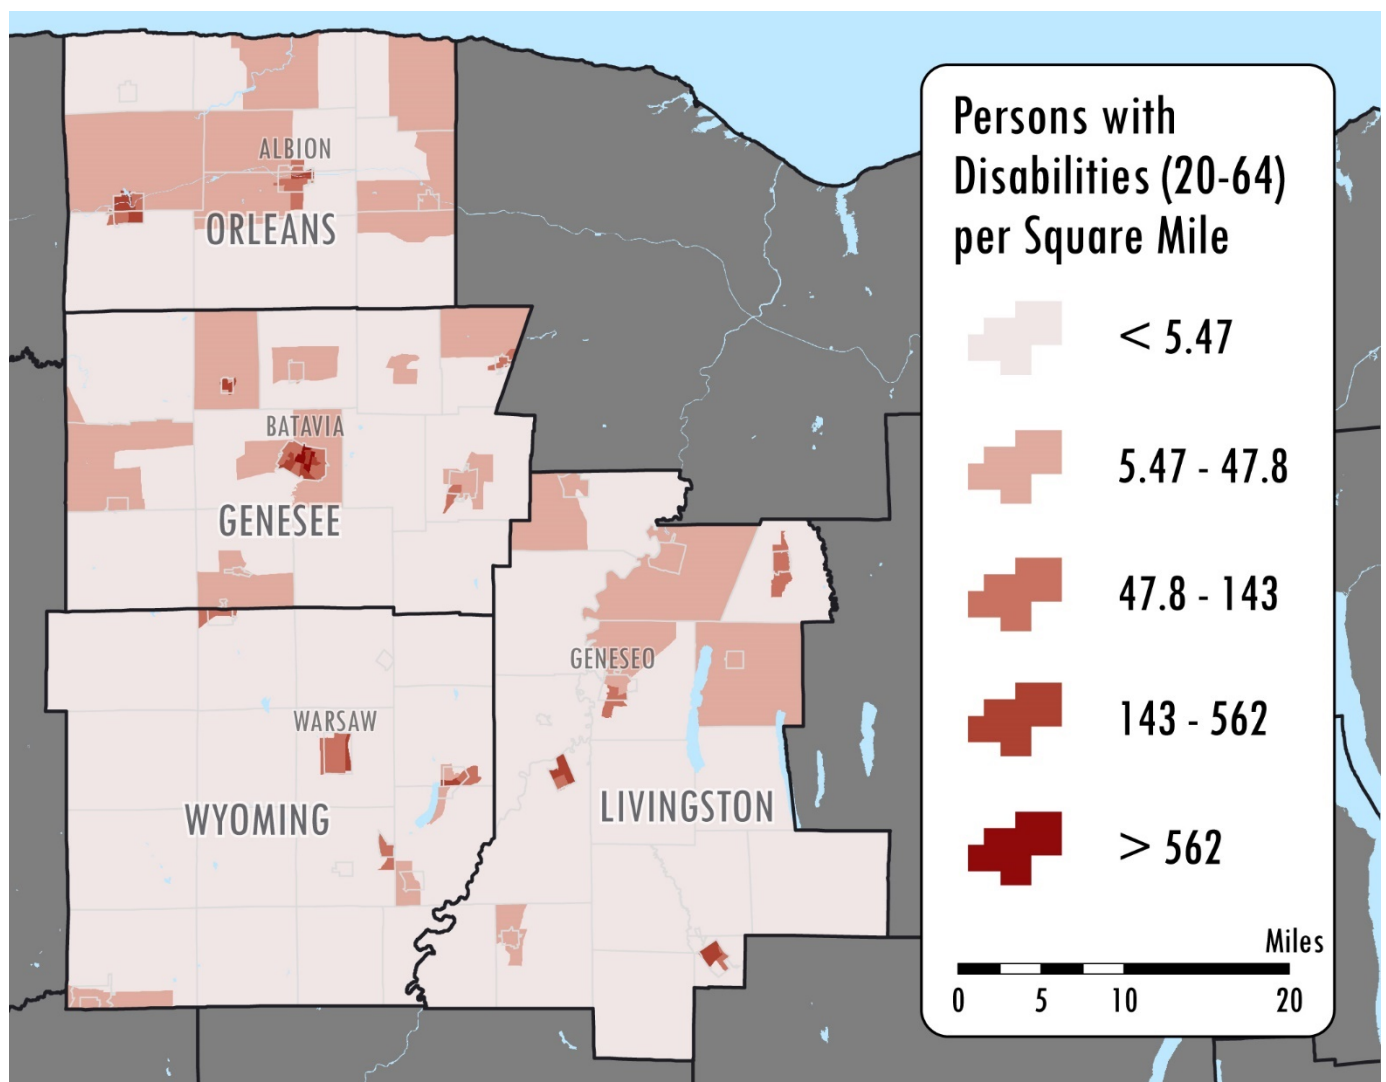 ALBION
ORLEANS
BATAVIA
GENESEE
GENESEO
WARSAW
WYOMING
LIVINGSTON
Persons with
Disabilities (20-64)
per Square Mile
< 5.47
5.47 - 47.8
47.8 - 143
143 - 562
> 562
Miles
0 5 10 20